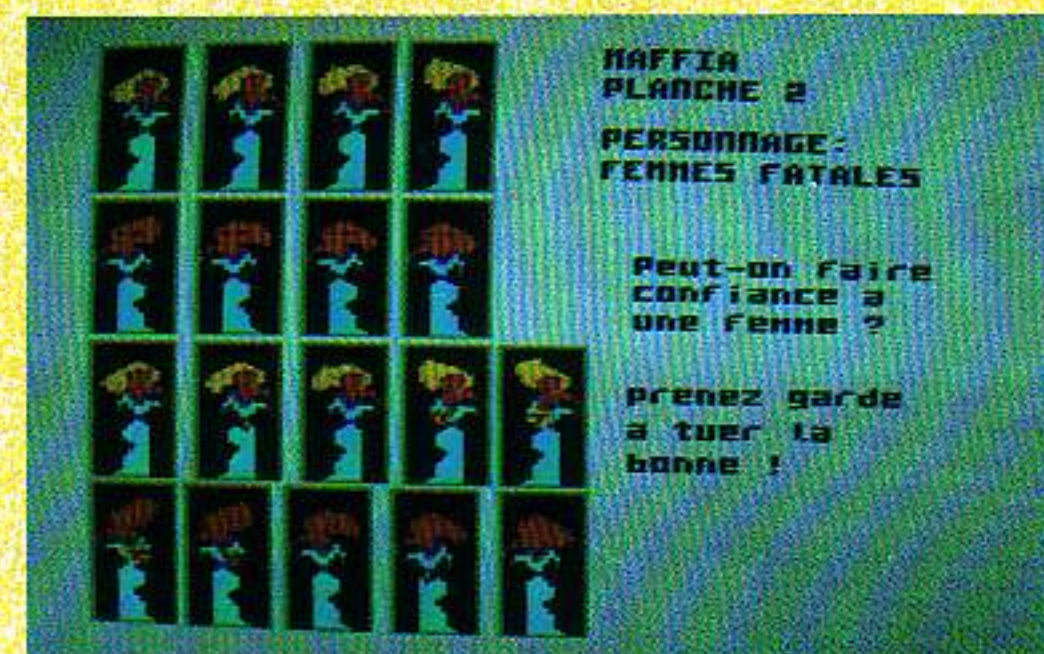 MAFFIA
PLANCHE 2
PERSONNAGE:
FEMMES FATALES
Peut-on faire
confiance a
une femme ?
prenez garde
a tuer la
bonne !